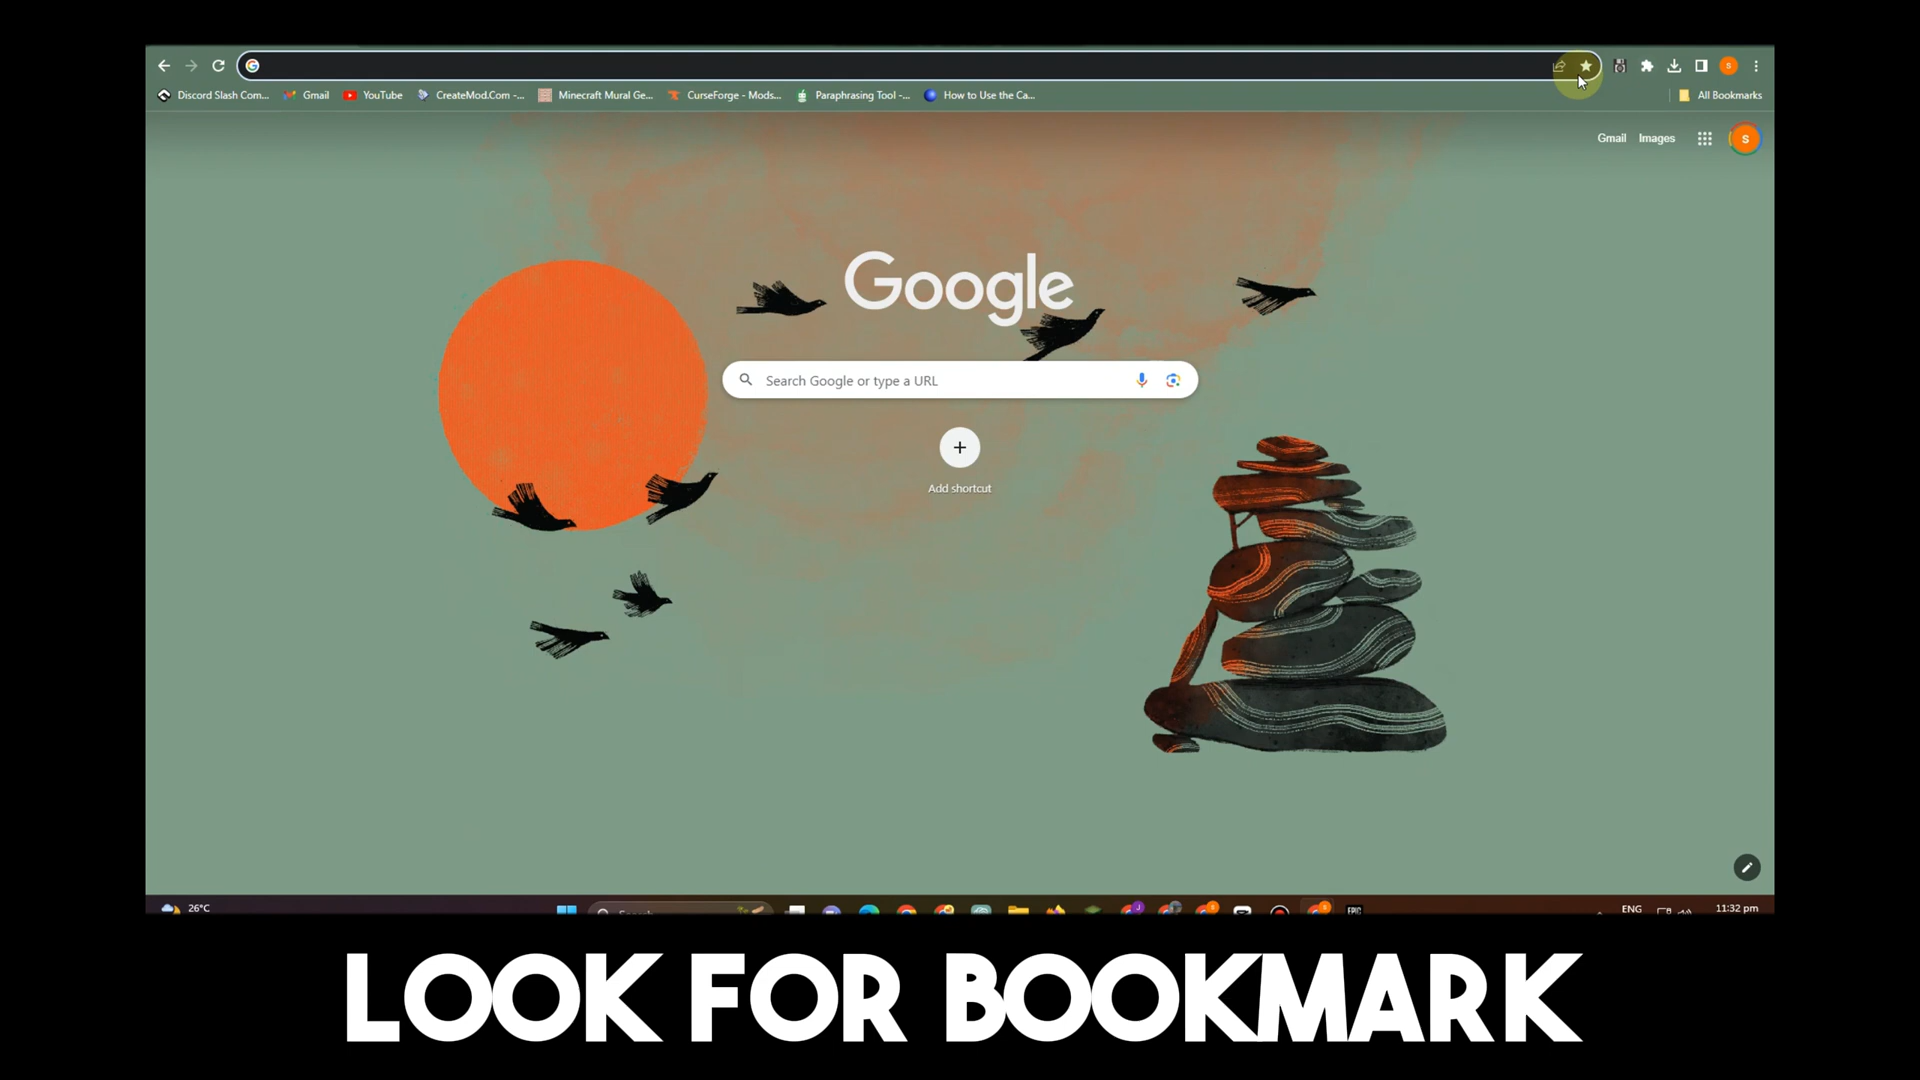 Discord Slash Com... Gmail YouTube CreateMod.Com -... Minecraft Mural Ge... CurseForge - Mods... Paraphrasing Tool -... How to Use the Ca... All Bookmarks
S
Gmail Images S
Google
Search Google or type a URL
Add shortcut
26°C Search J S S EPIC ENG 11:32 pm
LOOK FOR BOOKMARK